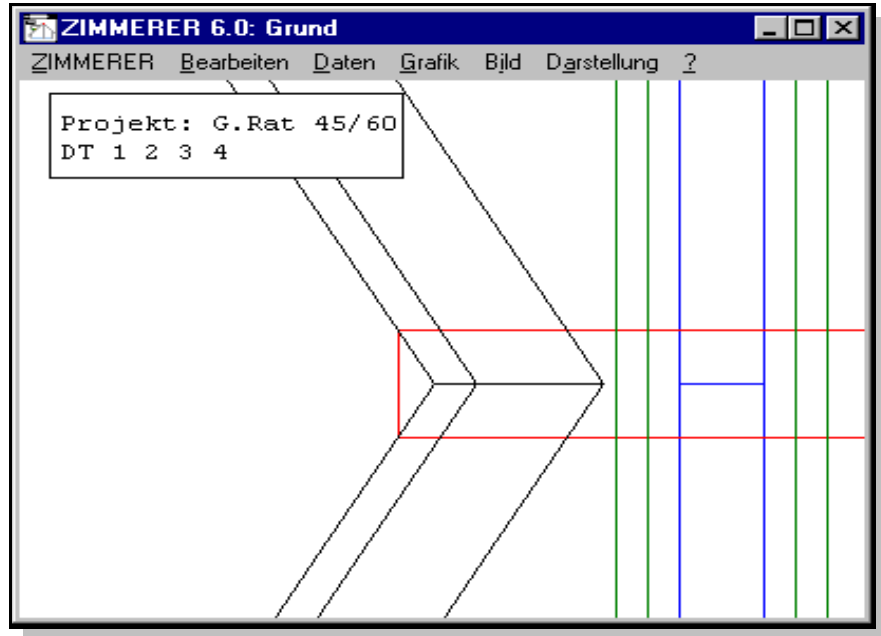 ZIMMERER 6.0: Grund
ZIMMERER Bearbeiten Daten Grafik Bild Darstellung ?
Projekt: G.Rat 45/60
DT 1 2 3 4